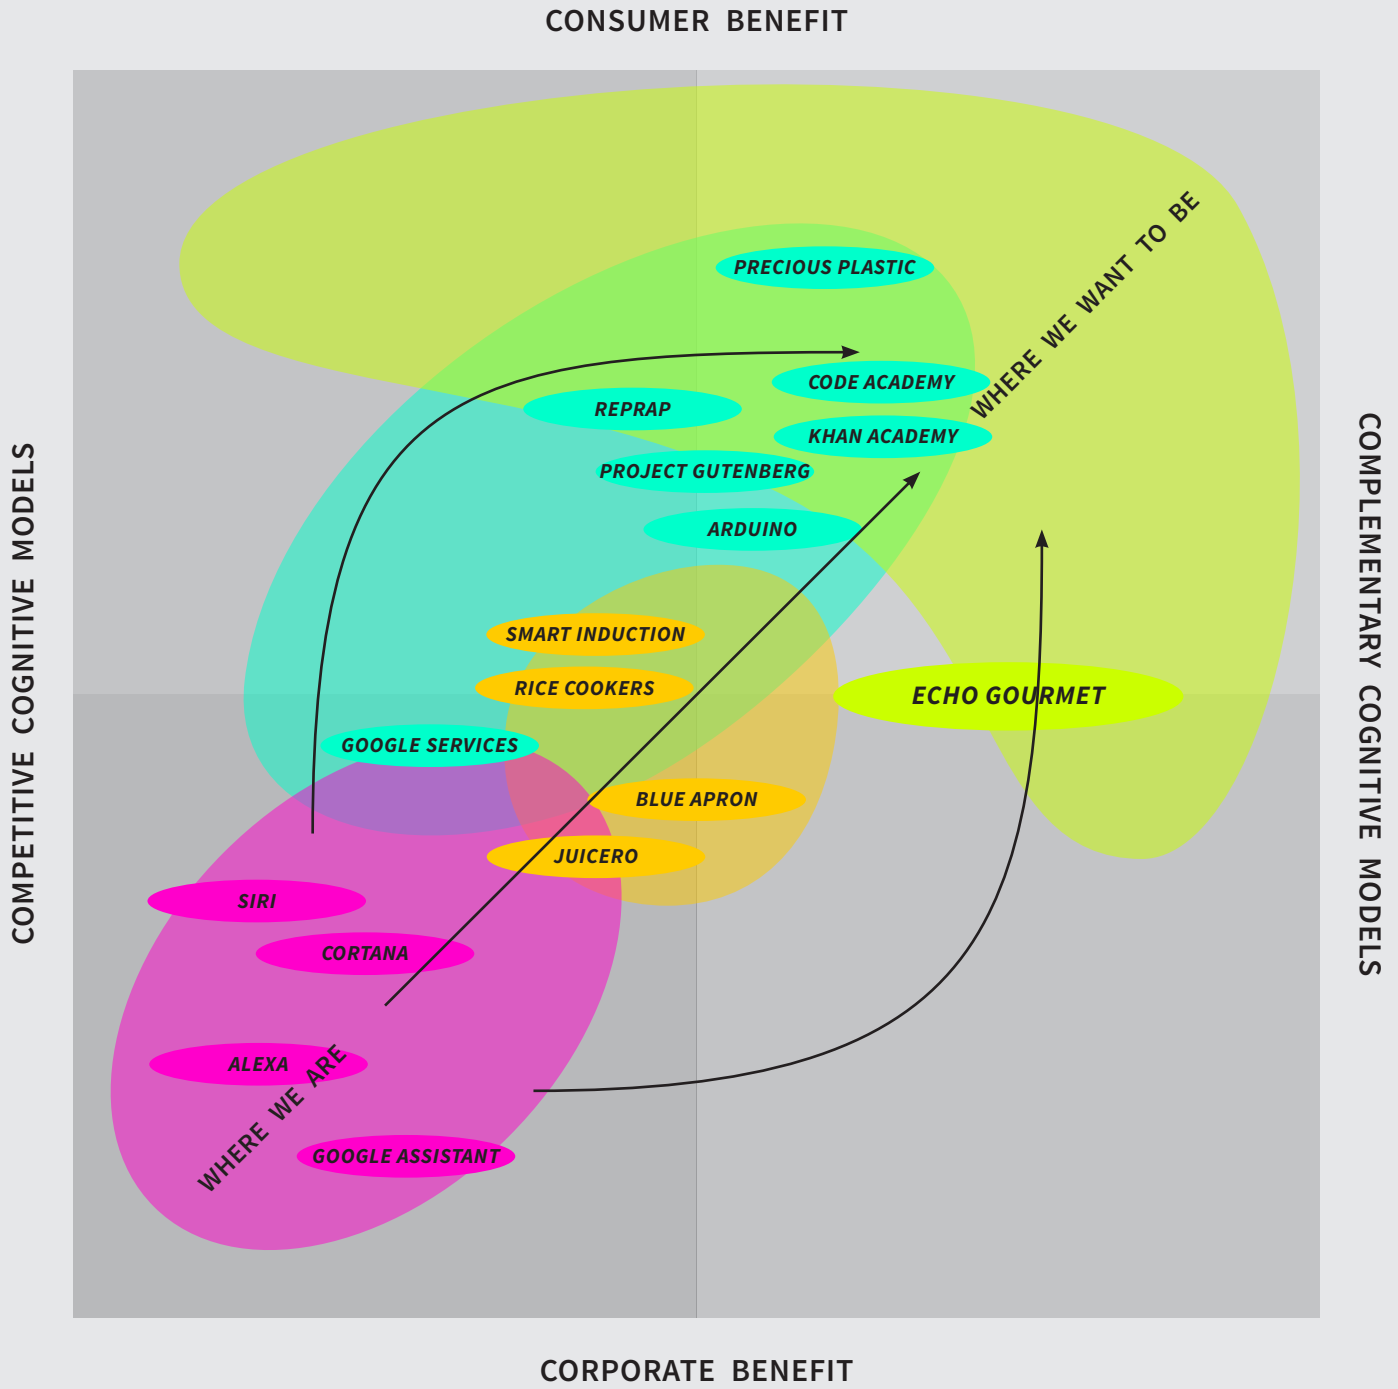 CONSUMER BENEFIT
PRECIOUS PLASTIC
WHERE WE WANT TO BE
CODE ACADEMY
REPRAP
KHAN ACADEMY
PROJECT GUTENBERG
ARDUINO
COMPETITIVE COGNITIVE MODELS
COMPLEMENTARY COGNITIVE MODELS
SMART INDUCTION
RICE COOKERS
ECHO GOURMET
GOOGLE SERVICES
BLUE APRON
JUICERO
SIRI
CORTANA
ALEXA
WHERE WE ARE
GOOGLE ASSISTANT
CORPORATE BENEFIT